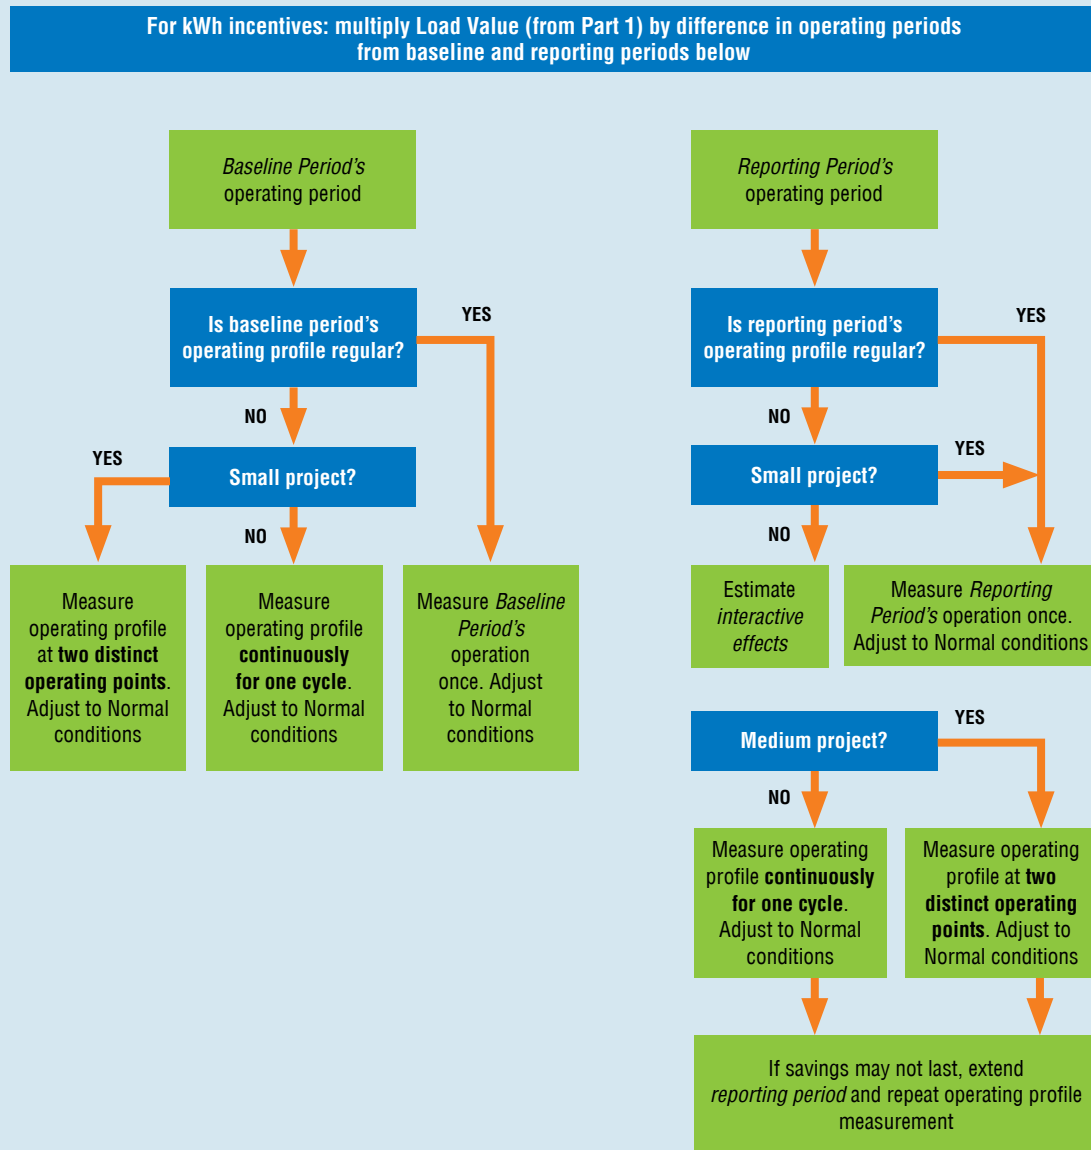 For kWh incentives: multiply Load Value (from Part 1) by difference in operating periods
from baseline and reporting periods below
Baseline Period's
operating period
Is baseline period's
operating profile regular?
YES
NO
Small project?
YES
NO
Measure
operating profile
at two distinct
operating points.
Adjust to Normal
conditions
Measure
operating profile
continuously
for one cycle.
Adjust to Normal
conditions
Measure Baseline
Period's
operation
once. Adjust
to Normal
conditions
Reporting Period's
operating period
Is reporting period's
operating profile regular?
YES
NO
Small project?
YES
NO
Estimate
interactive
effects
Measure Reporting
Period's operation once.
Adjust to Normal conditions
Medium project?
YES
NO
Measure operating
profile continuously
for one cycle.
Adjust to Normal
conditions
Measure operating
profile at two
distinct operating
points. Adjust to
Normal conditions
If savings may not last, extend
reporting period and repeat operating profile
measurement